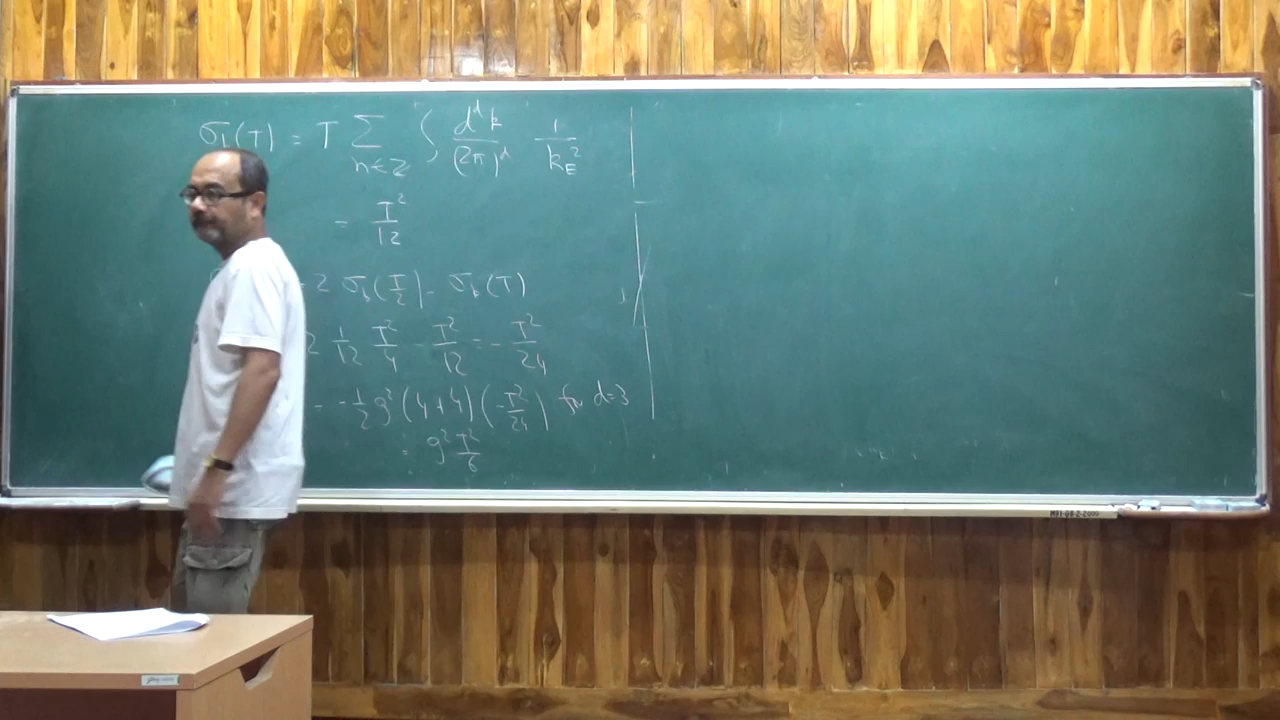 σ_b(T) = T ∑_{n∈ℤ} ∫ d^d k / (2π)^d 1 / k_E^2
= T^2 / 12
2 σ_b(T/2) - σ_b(T)
2 1/12 T^2/4 - T^2/12 = - T^2/24
- 1/2 g^2 (4+4) (-T^2/24) for d=3
= g^2 T^2/6